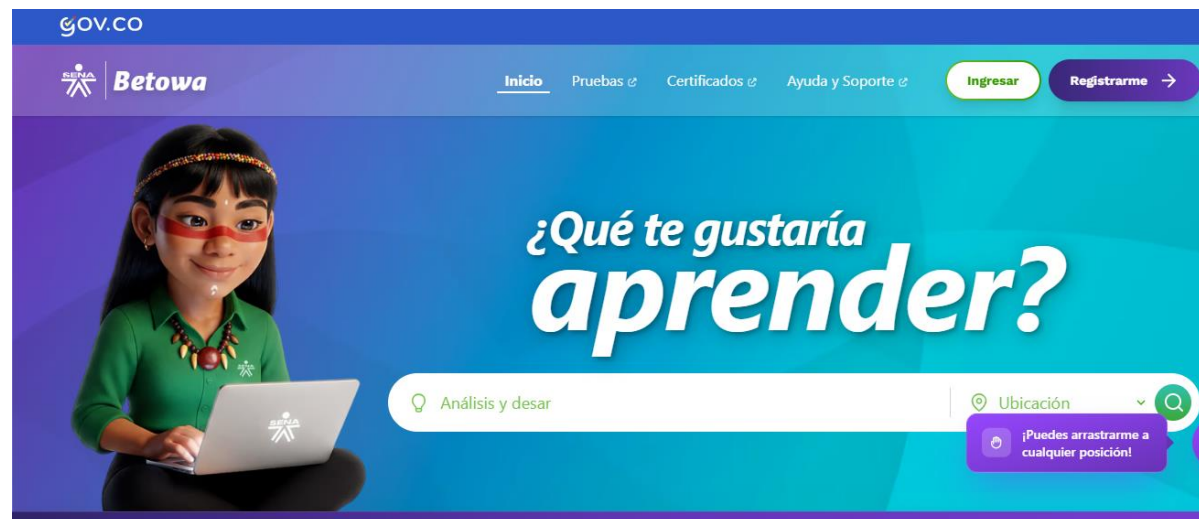 GOV.CO
SENA
Betowa
Inicio
Pruebas
Certificados
Ayuda y Soporte
Ingresar
Registrarme
¿Qué te gustaría
aprender?
Análisis y desar
Ubicación
¡Puedes arrastrarme a
cualquier posición!
SENA